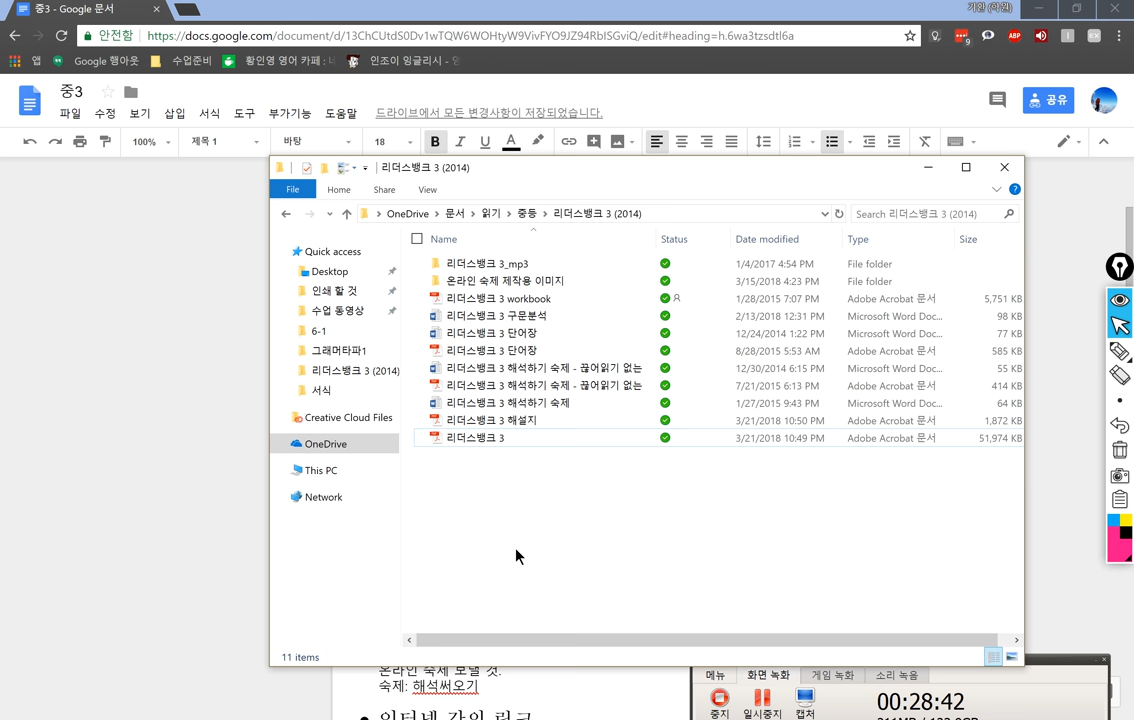 중3 - Google 문서
기완 (학원)
안전함 https://docs.google.com/document/d/13ChCUtdS0Dv1wTQW6WOHtyW9VivFYO9JZ94RbISGviQ/edit#heading=h.6wa3tzsdtl6a
9 ABP
앱 Google 행아웃 수업준비 황인영 영어 카페 : 인조이 잉글리시 -
중3
파일 수정 보기 삽입 서식 도구 부가기능 도움말 드라이브에서 모든 변경사항이 저장되었습니다.
공유
100% 제목 1 바탕 18 B I U A
리더스뱅크 3 (2014)
File Home Share View
OneDrive 문서 읽기 중등 리더스뱅크 3 (2014) Search 리더스뱅크 3 (2014)
Name Status Date modified Type Size
Quick access
Desktop
인쇄 할 것
수업 동영상
6-1
그래머타파1
리더스뱅크 3 (2014)
서식
Creative Cloud Files
OneDrive
This PC
Network
리더스뱅크 3_mp3 1/4/2017 4:54 PM File folder
온라인 숙제 제작용 이미지 3/15/2018 4:23 PM File folder
리더스뱅크 3 workbook 1/28/2015 7:07 PM Adobe Acrobat 문서 5,751 KB
리더스뱅크 3 구문분석 2/13/2018 12:31 PM Microsoft Word Doc... 98 KB
리더스뱅크 3 단어장 12/24/2014 1:22 PM Microsoft Word Doc... 77 KB
리더스뱅크 3 단어장 8/28/2015 5:53 AM Adobe Acrobat 문서 585 KB
리더스뱅크 3 해석하기 숙제 - 끊어읽기 없는 12/30/2014 6:15 PM Microsoft Word Doc... 55 KB
리더스뱅크 3 해석하기 숙제 - 끊어읽기 없는 7/21/2015 6:13 PM Adobe Acrobat 문서 414 KB
리더스뱅크 3 해석하기 숙제 1/27/2015 9:43 PM Microsoft Word Doc... 64 KB
리더스뱅크 3 해설지 3/21/2018 10:50 PM Adobe Acrobat 문서 1,872 KB
리더스뱅크 3 3/21/2018 10:49 PM Adobe Acrobat 문서 51,974 KB
11 items
온라인 숙제 보낼 것.
숙제: 해석써오기
메뉴 화면 녹화 게임 녹화 소리 녹음
중지 일시중지 캡처 00:28:42